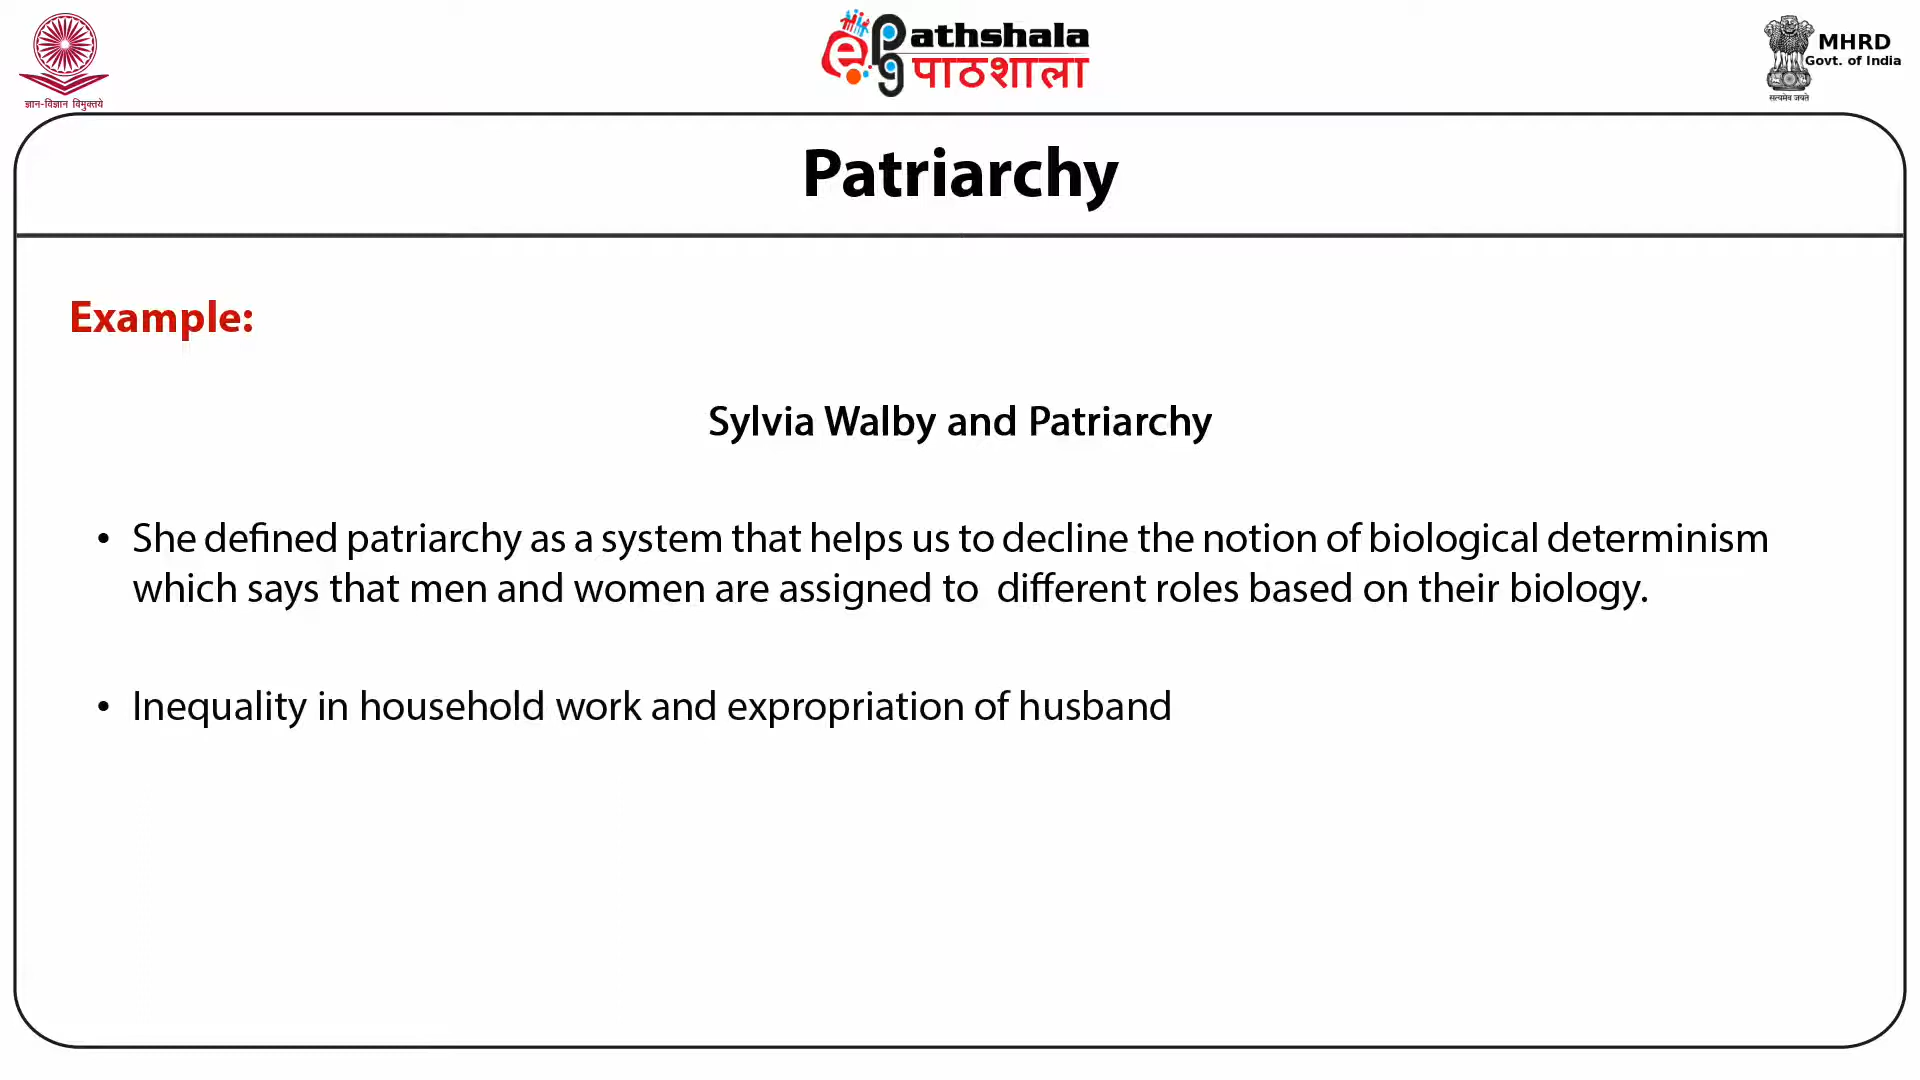 ज्ञान-विज्ञान विमुक्तये
e Pathshala
पाठशाला
MHRD
Govt. of India
सत्यमेव जयते
Patriarchy
Example:
Sylvia Walby and Patriarchy
• She defined patriarchy as a system that helps us to decline the notion of biological determinism
which says that men and women are assigned to different roles based on their biology.
• Inequality in household work and expropriation of husband